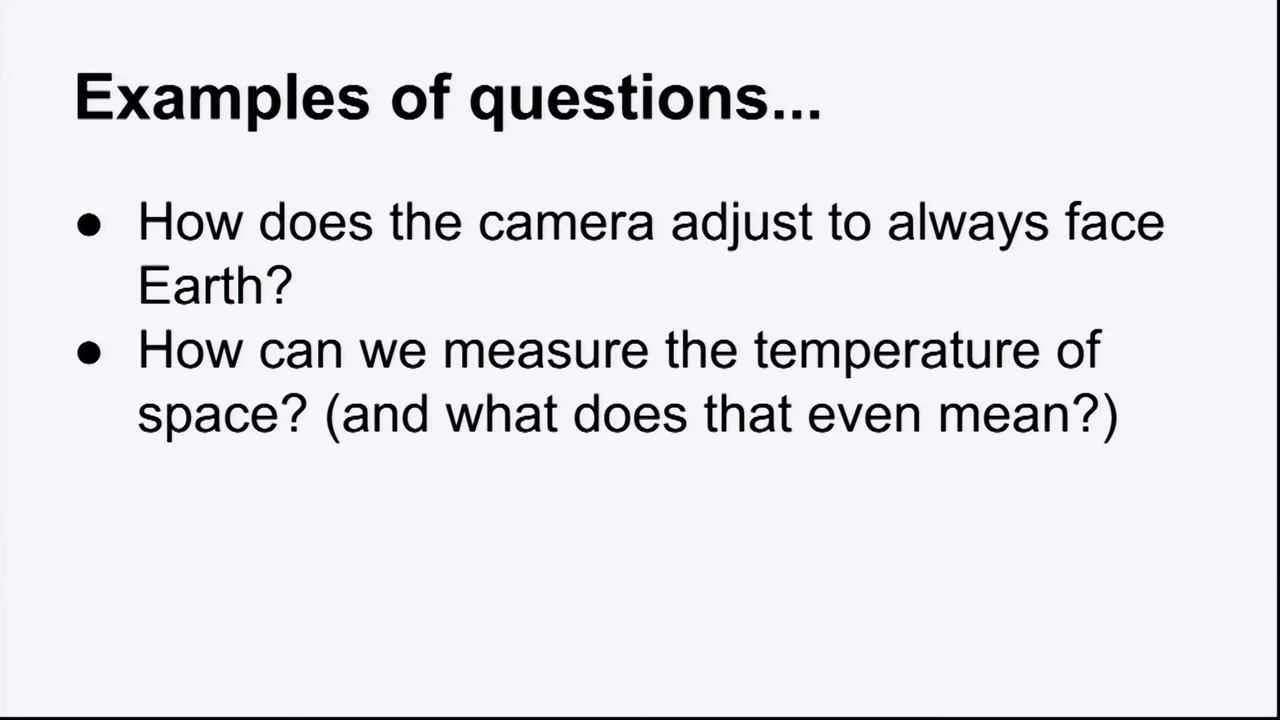 Examples of questions...
● How does the camera adjust to always face
Earth?
● How can we measure the temperature of
space? (and what does that even mean?)